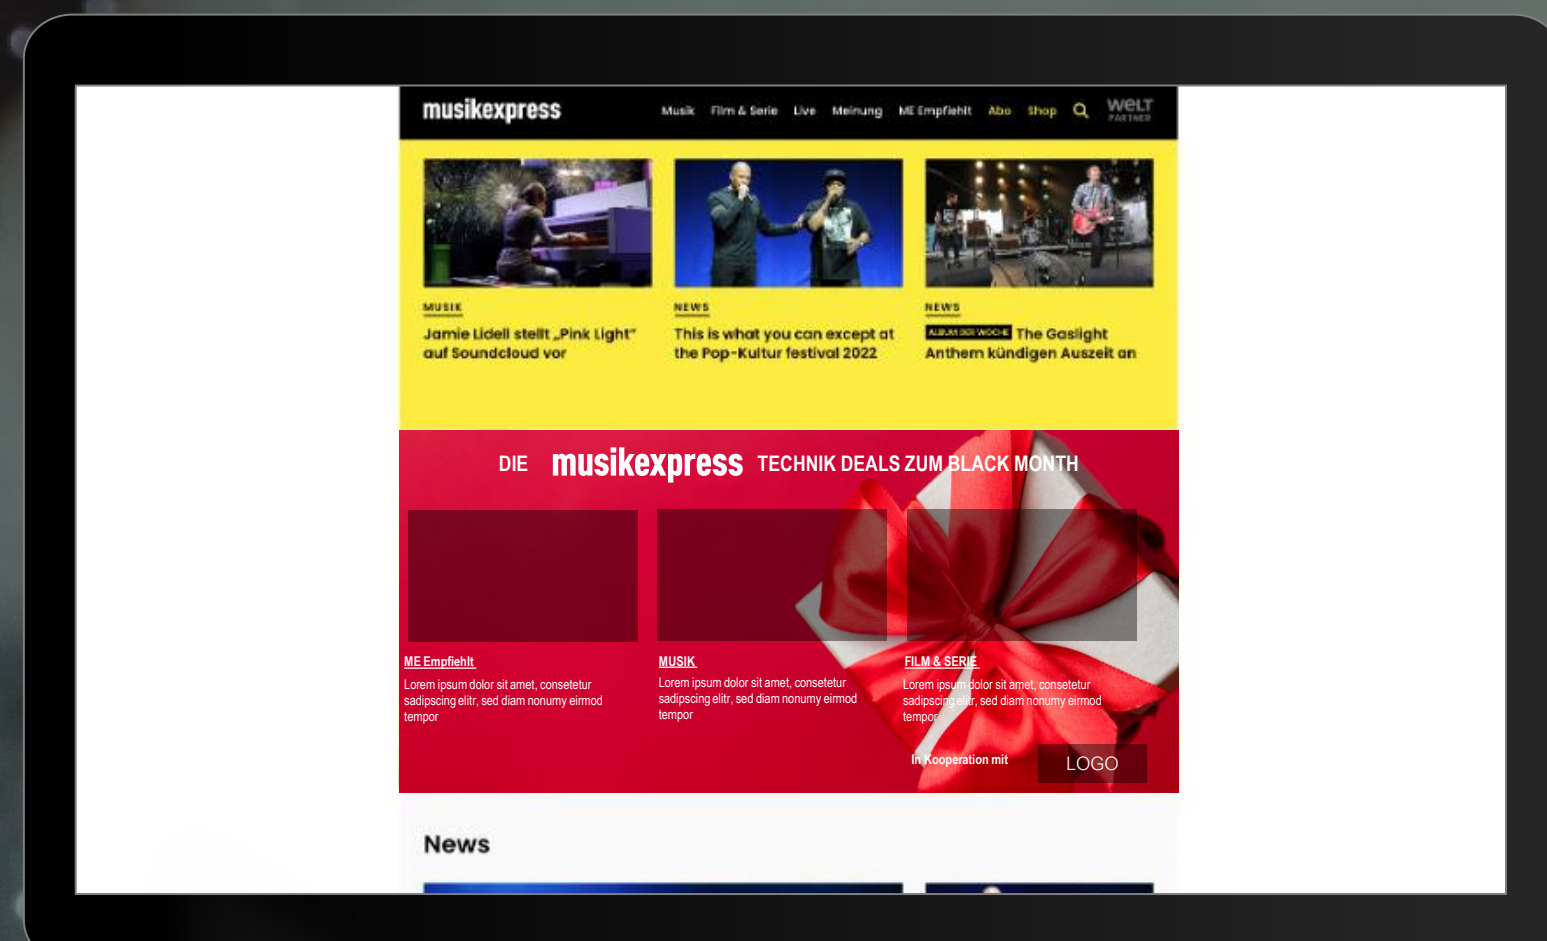 musikexpress
Musik Film & Serie Live Meinung ME Empfiehlt Abo Shop
WELT
PARTNER
MUSIK
Jamie Lidell stellt „Pink Light“
auf Soundcloud vor
NEWS
This is what you can except at
the Pop-Kultur festival 2022
NEWS
ALBUM DER WOCHE The Gaslight
Anthem kündigen Auszeit an
DIE musikexpress TECHNIK DEALS ZUM BLACK MONTH
ME Empfiehlt
Lorem ipsum dolor sit amet, consetetur
sadipscing elitr, sed diam nonumy eirmod
tempor
MUSIK
Lorem ipsum dolor sit amet, consetetur
sadipscing elitr, sed diam nonumy eirmod
tempor
FILM & SERIE
Lorem ipsum dolor sit amet, consetetur
sadipscing elitr, sed diam nonumy eirmod
tempor
In Kooperation mit
LOGO
News